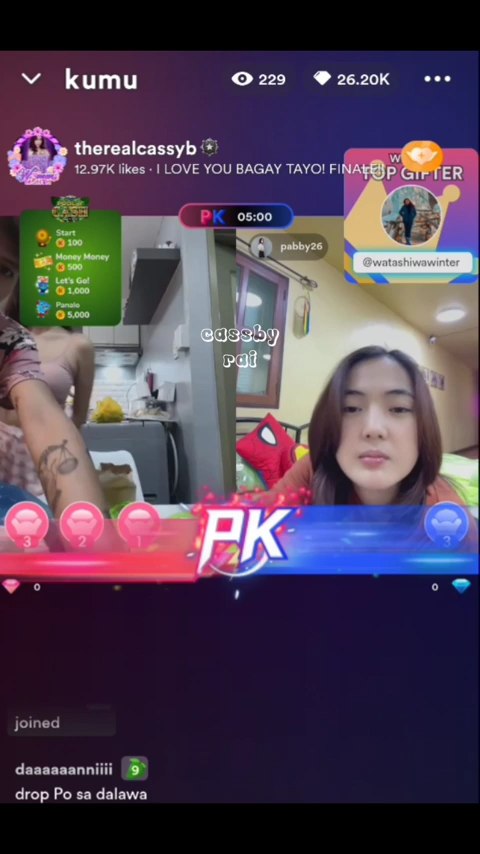 kumu
229
26.20K
therealcassyb
12.97K likes · I LOVE YOU BAGAY TAYO! FINALE!!
TOP GIFTER
@watashiwawinter
PK 05:00
pabby26
Start
100
Money Money
500
Let's Go!
1,000
Panalo
5,000
cassby
rai
3
2
1
PK
3
0
0
joined
daaaaaanniiii 9
drop Po sa dalawa